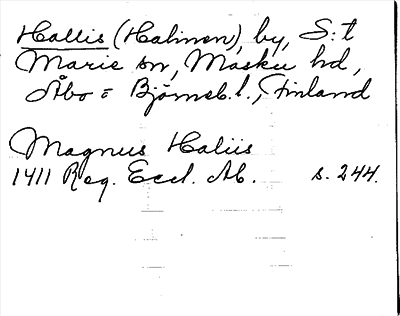 Hallis (Halinen), by, S:t
Marie sn, Masku hd,
Åbo = Björneb. l., Finland
Magnus Haliis
1411 Reg. Eccl. Ab. s. 244.